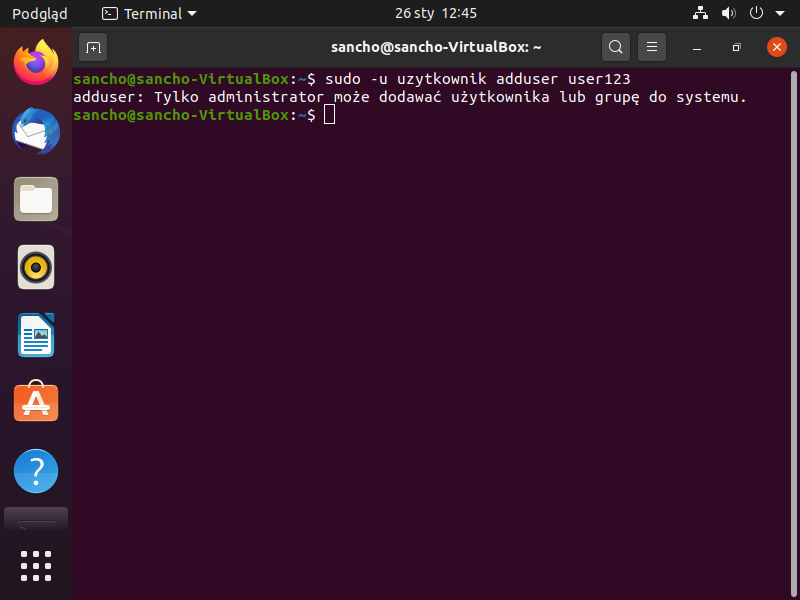 Podgląd Terminal 26 sty 12:45
sancho@sancho-VirtualBox: ~
sancho@sancho-VirtualBox:~$ sudo -u uzytkownik adduser user123
adduser: Tylko administrator może dodawać użytkownika lub grupę do systemu.
sancho@sancho-VirtualBox:~$